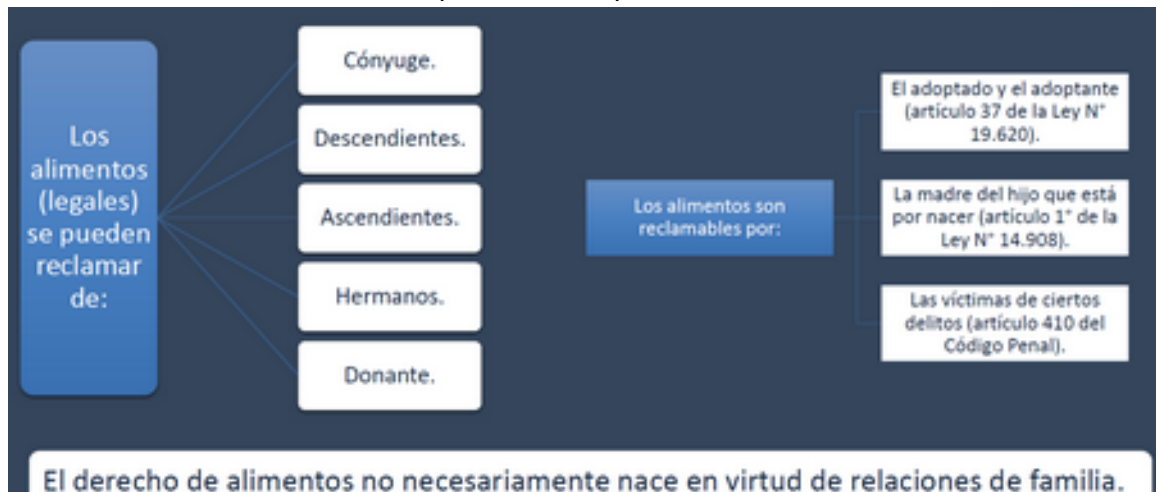 Los
alimentos
(legales)
se pueden
reclamar
de:
Cónyuge.
Descendientes.
Ascendientes.
Hermanos.
Donante.
Los alimentos son
reclamables por:
El adoptado y el adoptante
(artículo 37 de la Ley N°
19.620).
La madre del hijo que está
por nacer (artículo 1° de la
Ley N° 14.908).
Las víctimas de ciertos
delitos (artículo 410 del
Código Penal).
El derecho de alimentos no necesariamente nace en virtud de relaciones de familia.